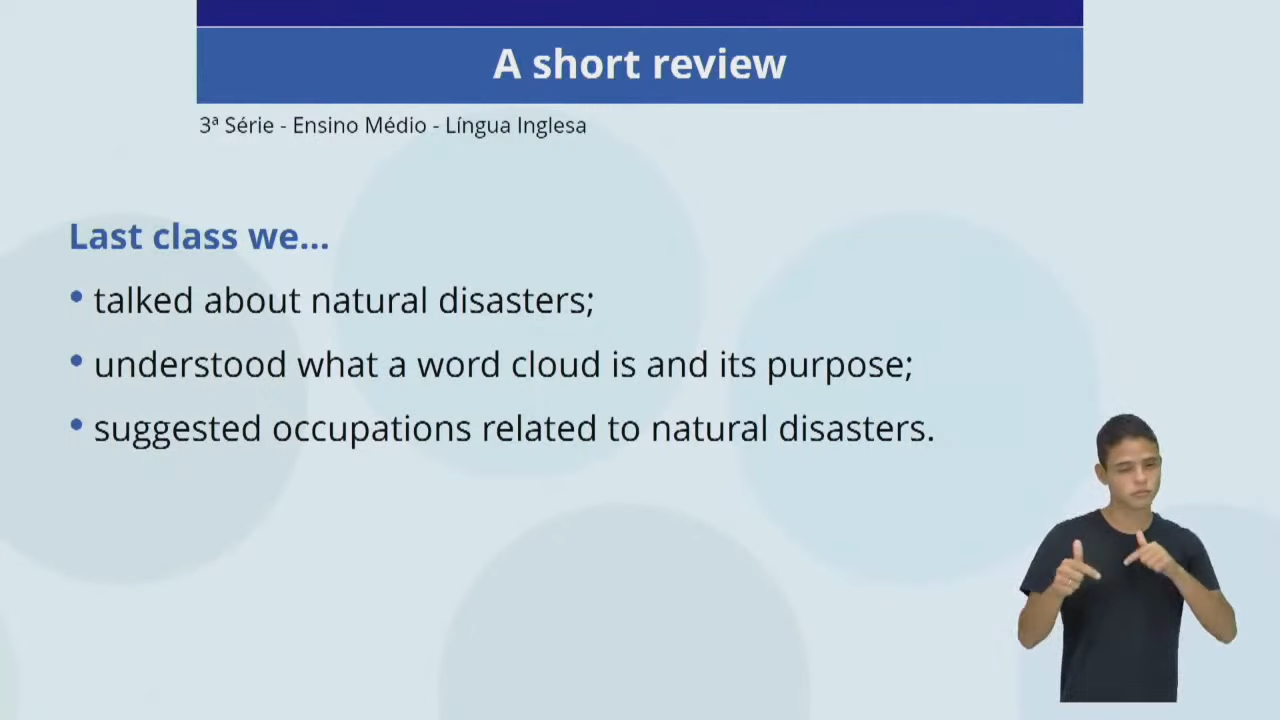 A short review
3ª Série - Ensino Médio - Língua Inglesa
Last class we...
• talked about natural disasters;
• understood what a word cloud is and its purpose;
• suggested occupations related to natural disasters.